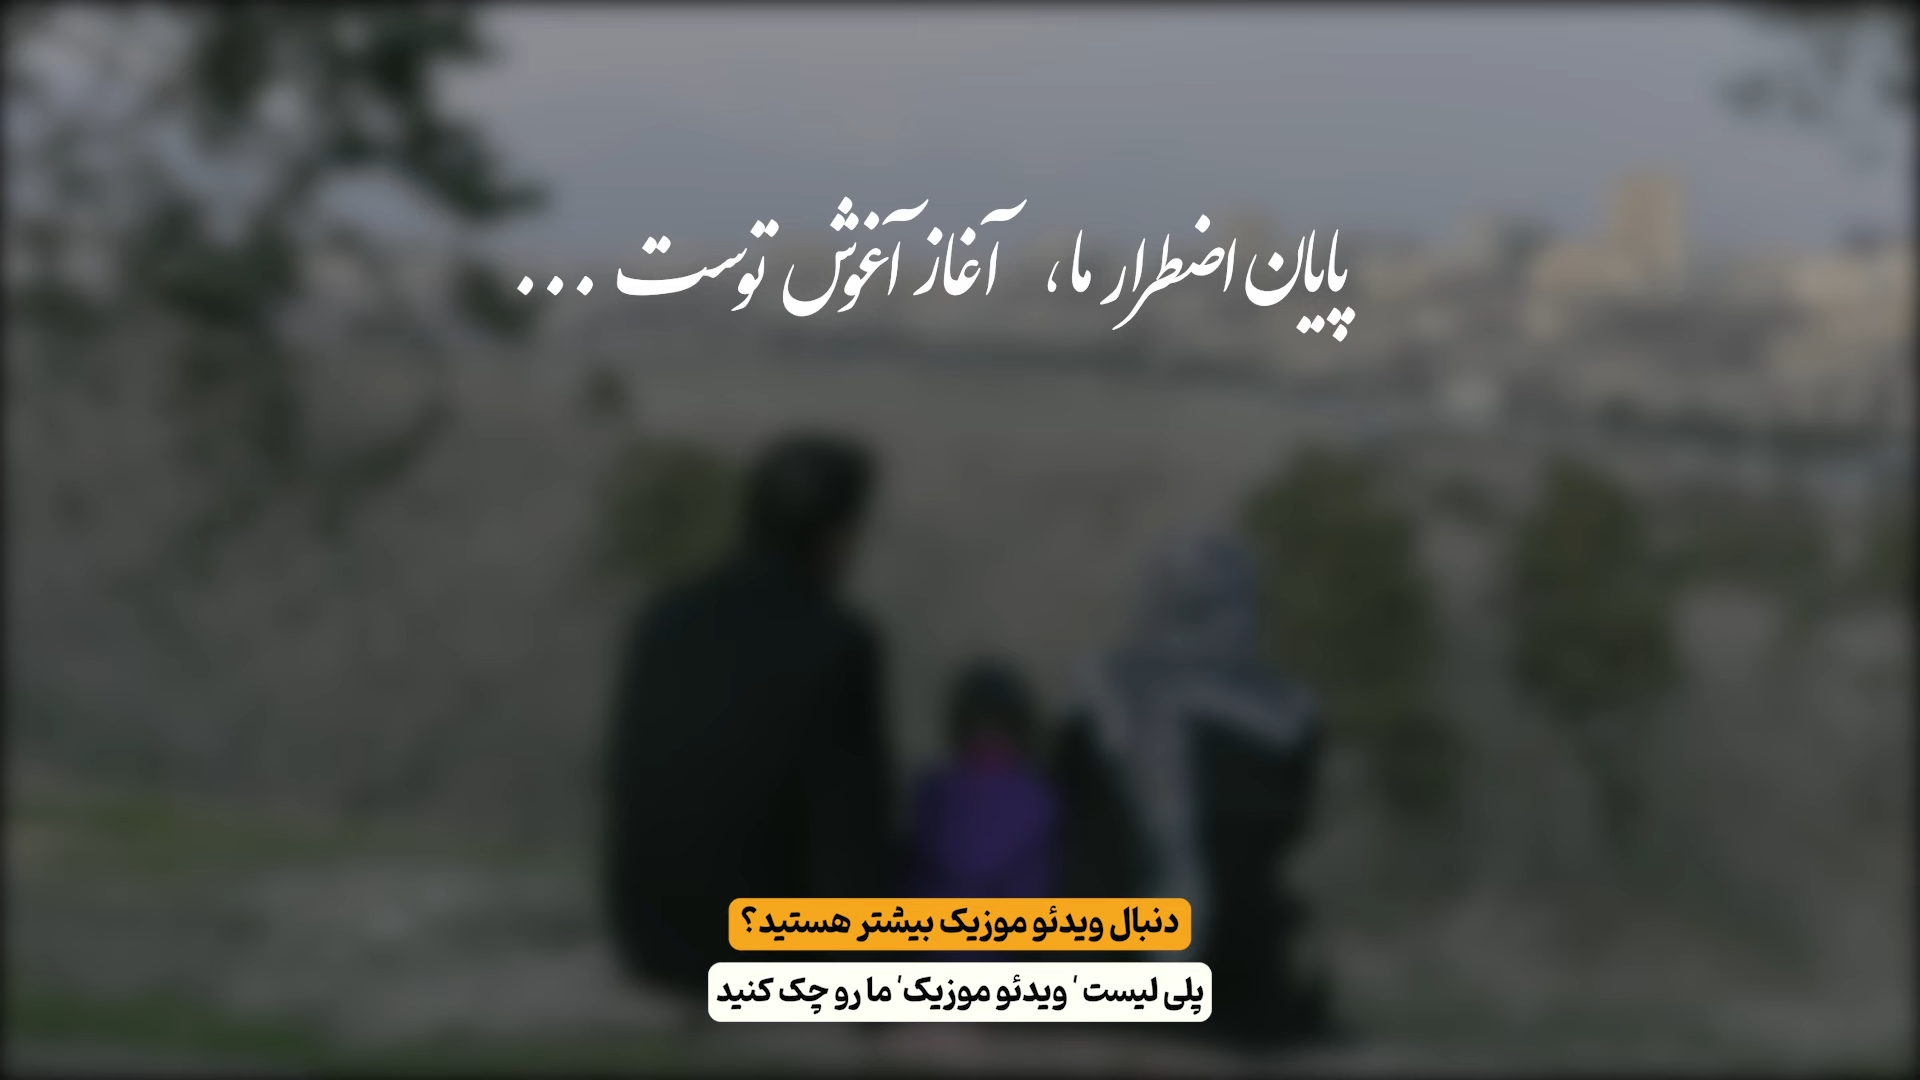 پایان اضطرار ما، آغاز آغوش توست ...
دنبال ویدئو موزیک بیشتر هستید؟
پلی لیست ' ویدئو موزیک' ما رو چک کنید